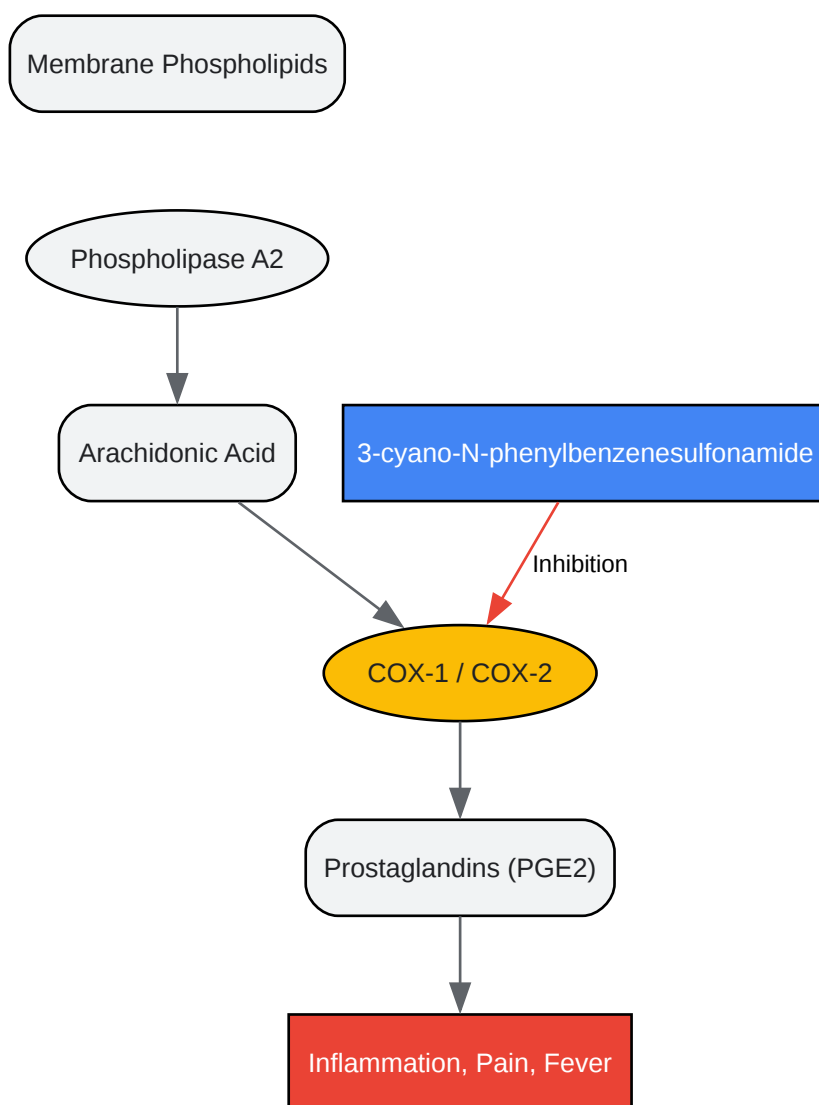 Membrane Phospholipids
Phospholipase A2
Arachidonic Acid
3-cyano-N-phenylbenzenesulfonamide
Inhibition
COX-1 / COX-2
Prostaglandins (PGE2)
Inflammation, Pain, Fever